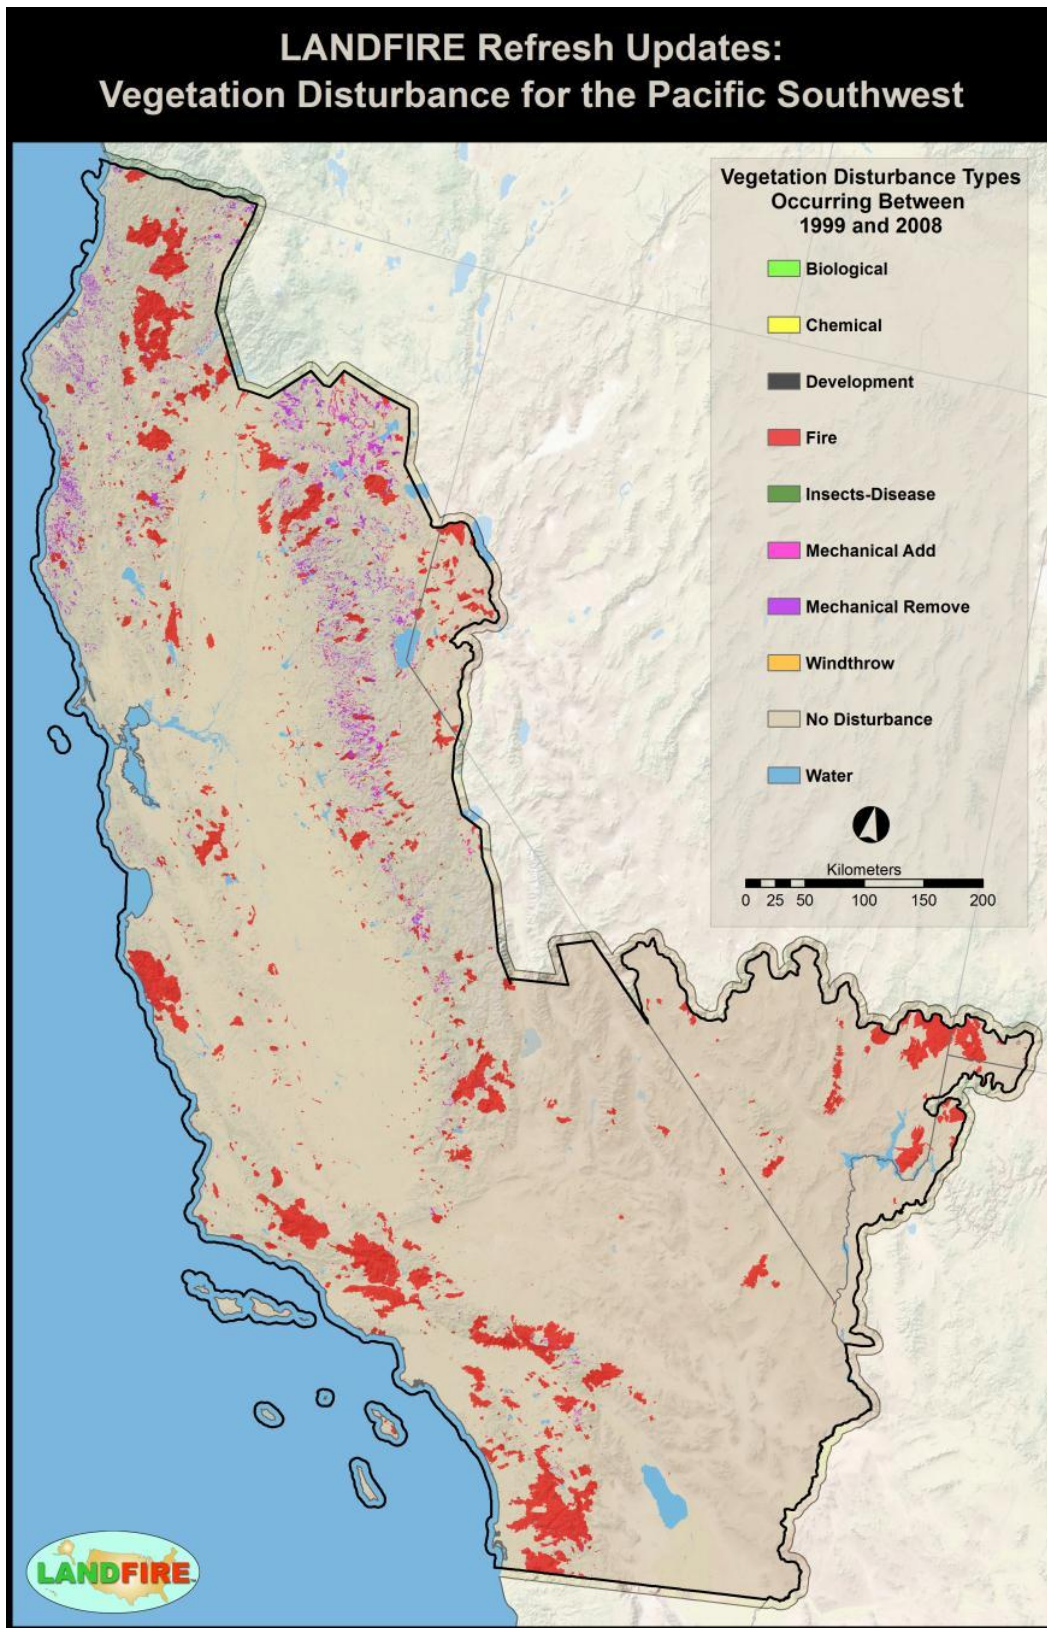 LANDFIRE Refresh Updates:
Vegetation Disturbance for the Pacific Southwest
Vegetation Disturbance Types
Occurring Between
1999 and 2008
Biological
Chemical
Development
Fire
Insects-Disease
Mechanical Add
Mechanical Remove
Windthrow
No Disturbance
Water
Kilometers
0 25 50 100 150 200
LANDFIRE